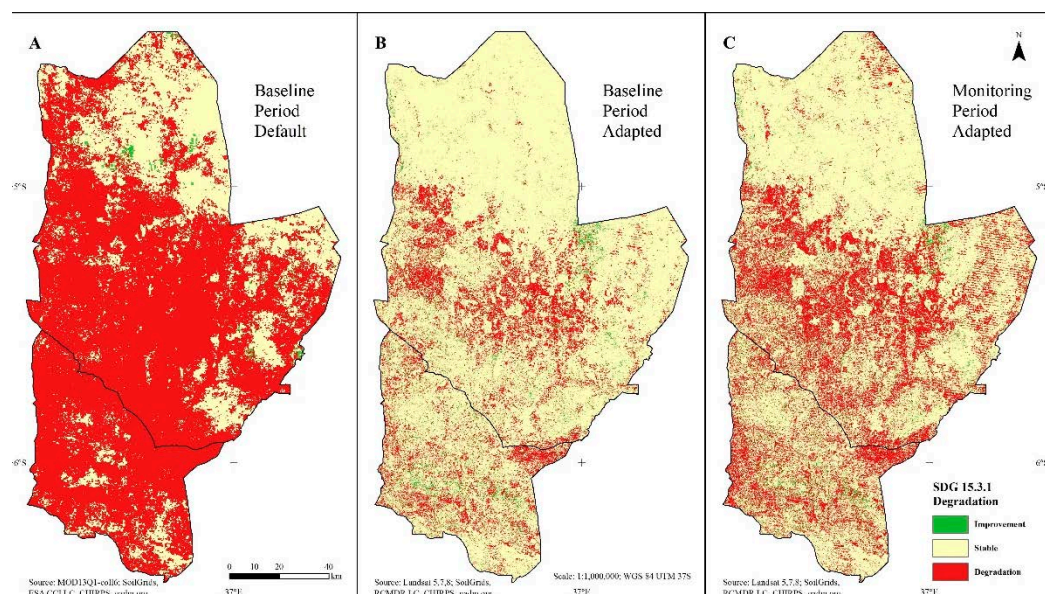 A
Baseline
Period
Default
5°S
6°S
0 10 20 40
km
Source: MOD13Q1-coll6; SoilGrids,
37°E
B
Baseline
Period
Adapted
Source: Landsat 5,7,8; SoilGrids,
Scale: 1:1,000,000; WGS 84 UTM 37S
37°E
C
N
Monitoring
Period
Adapted
5°S
6°S
SDG 15.3.1
Degradation
Improvement
Stable
Degradation
Source: Landsat 5,7,8; SoilGrids,
37°E